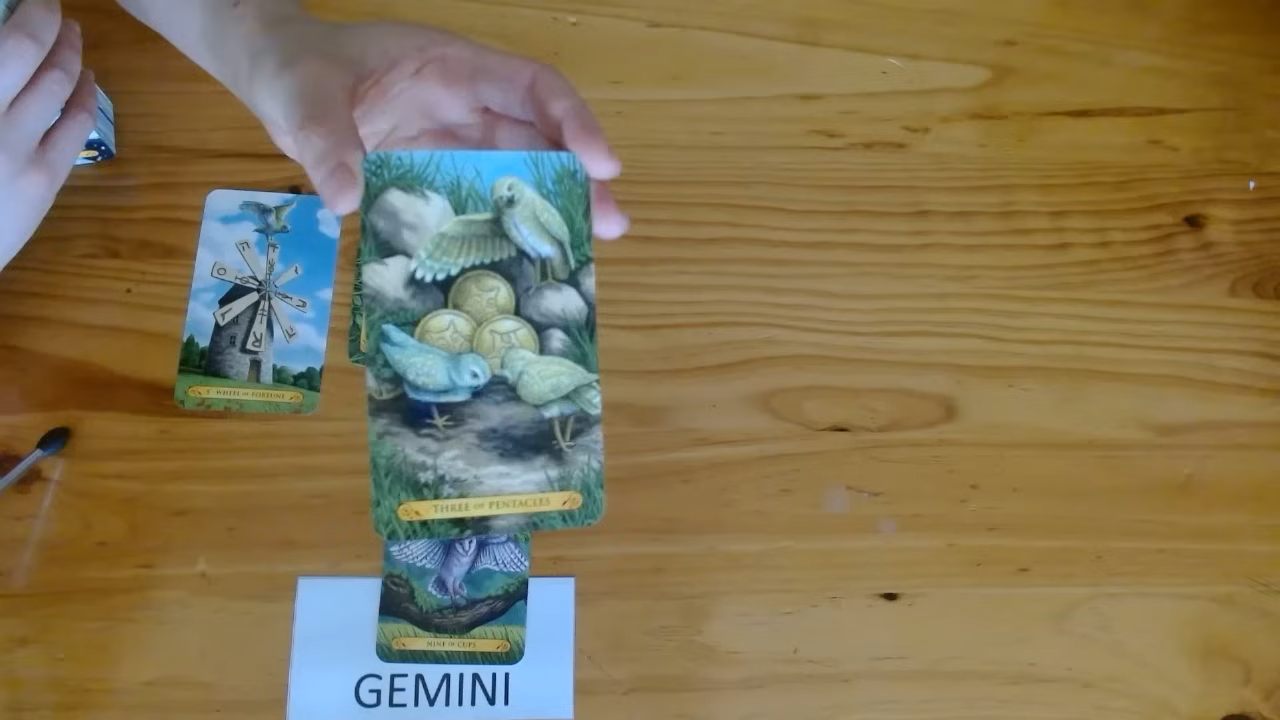 X WHEEL OF FORTUNE
THREE OF PENTACLES
NINE OF CUPS
GEMINI